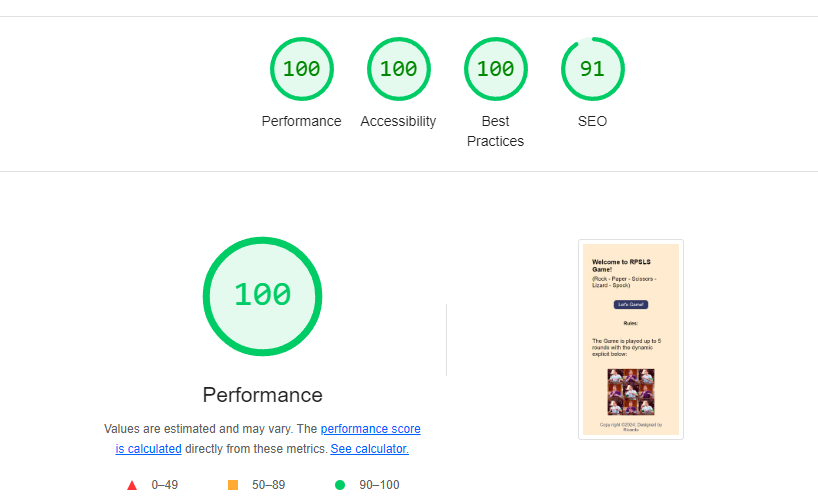 100
100
100
91
Performance
Accessibility
Best
Practices
SEO
100
Performance
Values are estimated and may vary. The performance score
is calculated directly from these metrics. See calculator.
0–49
50–89
90–100
Welcome to RPSLS
Game!
(Rock - Paper - Scissors -
Lizard - Spock)
Let's Game!
Rules:
The Game is played up to 5
rounds with the dynamic
explicit below:
Copy right ©2024. Designed by
Ricardo